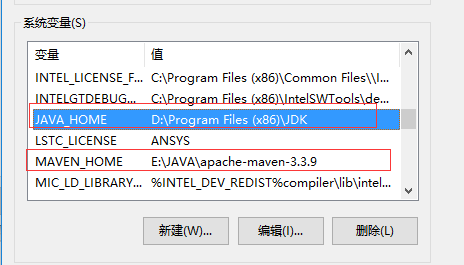 系统变量(S)
变量 值
INTEL_LICENSE_F... C:\Program Files (x86)\Common Files\\I...
INTELGTDEBUG... C:\Program Files (x86)\IntelSWTools\de...
JAVA_HOME D:\Program Files (x86)\JDK
LSTC_LICENSE ANSYS
MAVEN_HOME E:\JAVA\apache-maven-3.3.9
MIC_LD_LIBRARY... %INTEL_DEV_REDIST%compiler\lib\intel...
新建(W)... 编辑(I)... 删除(L)